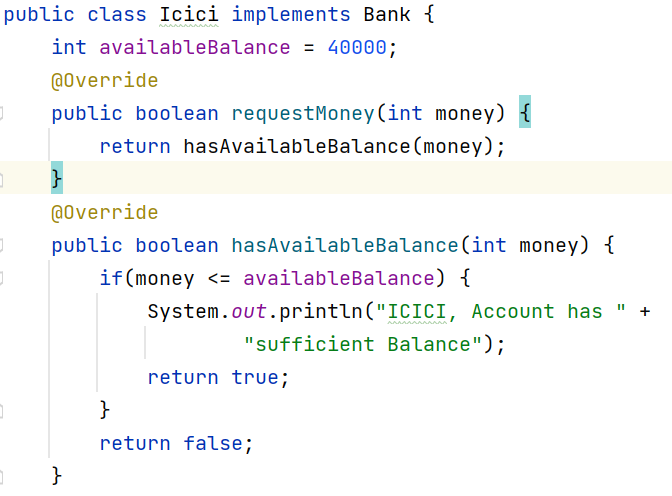 public class Icici implements Bank {
    int availableBalance = 40000;
    @Override
    public boolean requestMoney(int money) {
        return hasAvailableBalance(money);
    }
    @Override
    public boolean hasAvailableBalance(int money) {
        if(money <= availableBalance) {
            System.out.println("ICICI, Account has " +
                    "sufficient Balance");
            return true;
        }
        return false;
    }